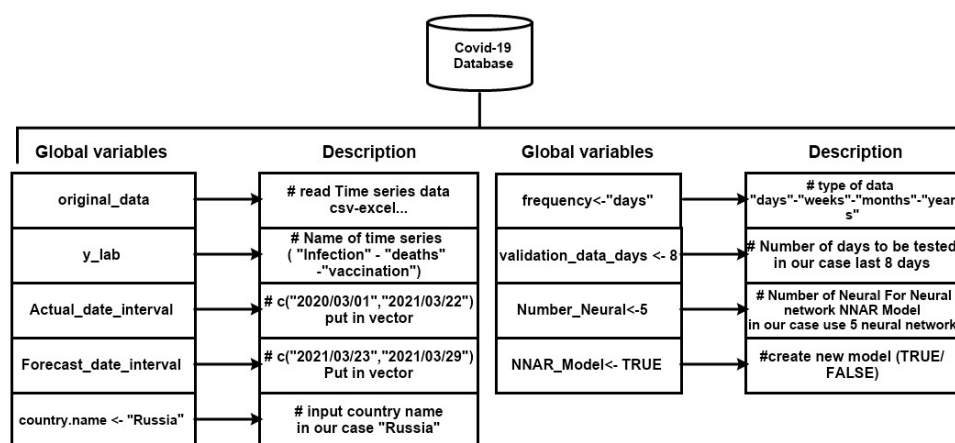 Covid-19
Database
Global variables
Description
original_data
# read Time series data
csv-excel...
y_lab
# Name of time series
( "Infection" - "deaths"
-"vaccination")
Actual_date_interval
# c("2020/03/01","2021/03/22")
put in vector
Forecast_date_interval
# c("2021/03/23","2021/03/29")
Put in vector
country.name <- "Russia"
# input country name
in our case "Russia"
Global variables
Description
frequency<-"days"
# type of data
"days"-"weeks"-"months"-"year
s"
validation_data_days <- 8
# Number of days to be tested
in our case last 8 days
Number_Neural<-5
# Number of Neural For Neural
network NNAR Model
in our case use 5 neural network
NNAR_Model<- TRUE
#create new model (TRUE/
FALSE)